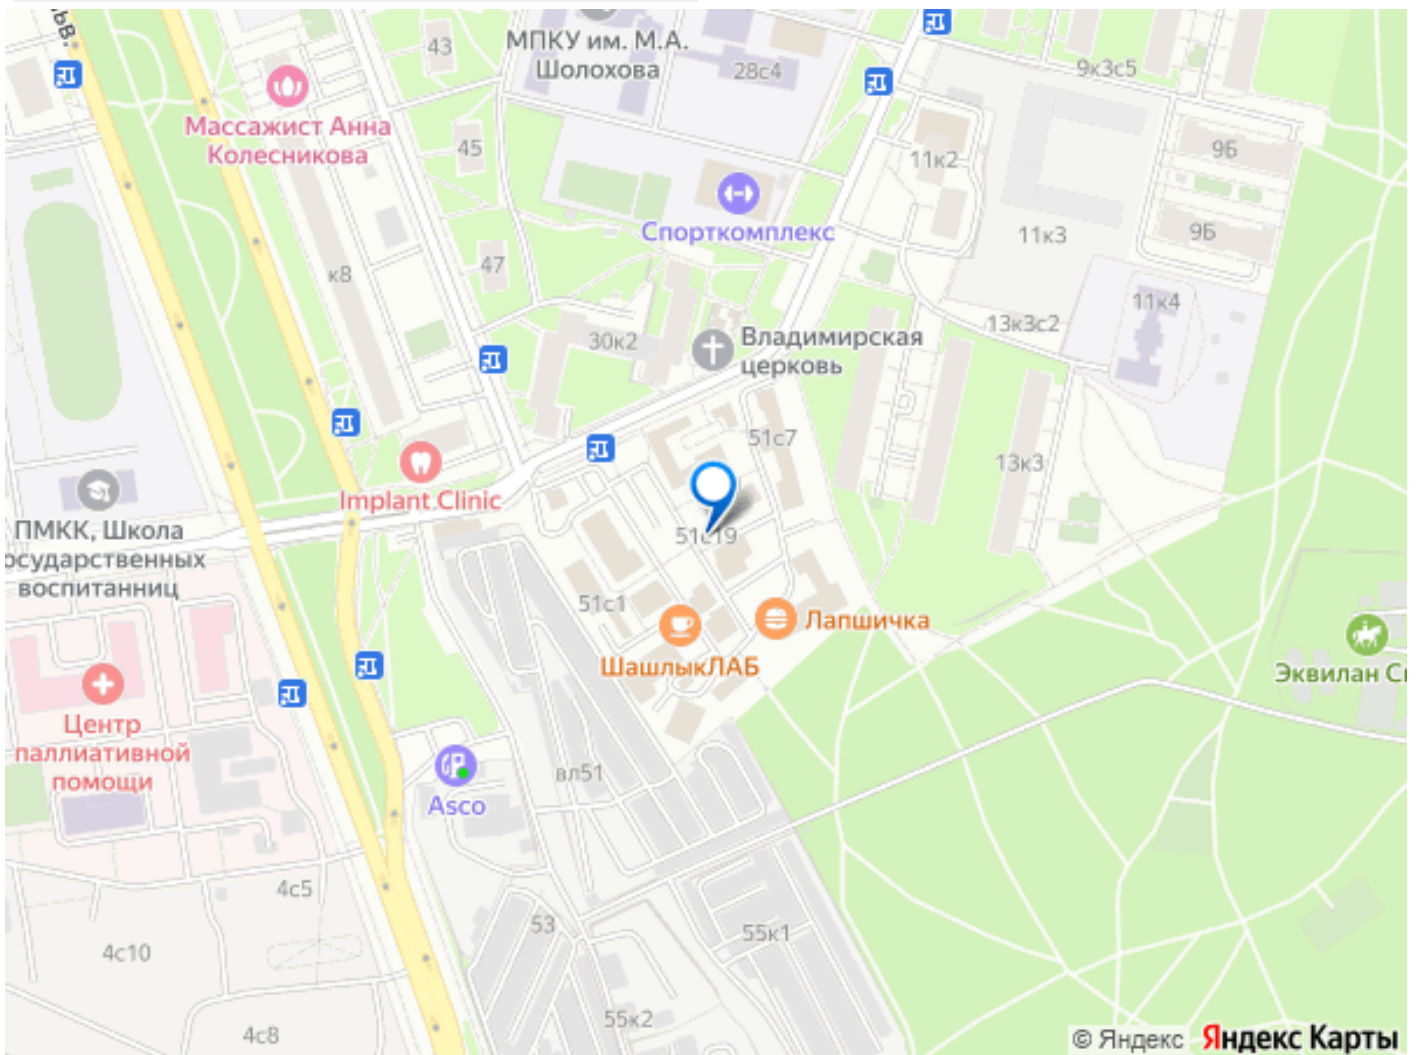 43
МПКУ им. М.А.
Шолохова
28с4
9к3с5
Массажист Анна
Колесникова
45
11к2
9Б
Спорткомплекс
11к3
9Б
47
к8
11к4
30к2
Владимирская
церковь
13к3с2
51с7
13к3
Implant Clinic
51с19
ПМКК, Школа
осударственных
воспитанниц
51с1
Лапшичка
ШашлыкЛАБ
Эквилан С
Центр
паллиативной
помощи
вл51
Asco
4с5
53
55к1
4с10
55к2
4с8
© Яндекс Яндекс Карты